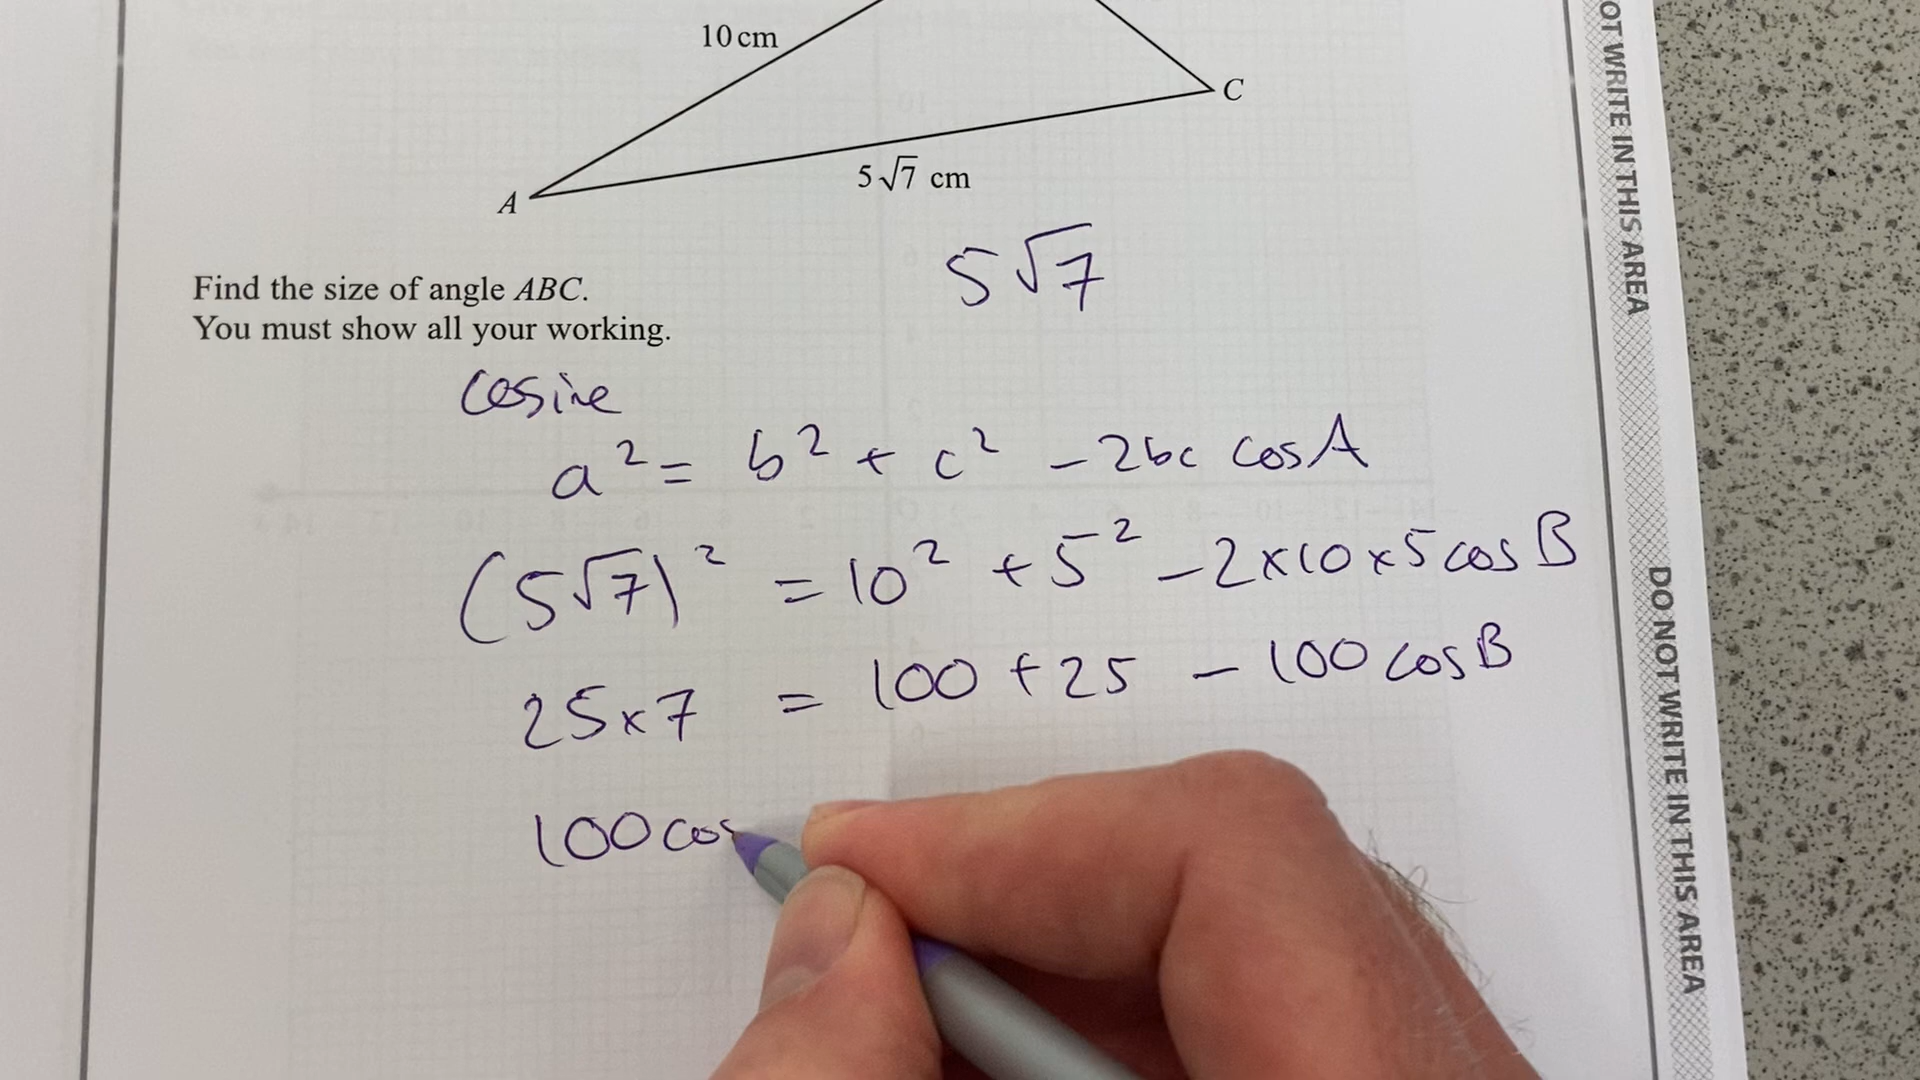 10 cm
C
5√7 cm
A
5√7
Find the size of angle ABC.
You must show all your working.
cosine
a² = b² + c² - 2bc cos A
(5√7)² = 10² + 5² - 2×10×5 cos B
25×7 = 100 + 25 - 100 cos B
100 cos
OT WRITE IN THIS AREA
DO NOT WRITE IN THIS AREA